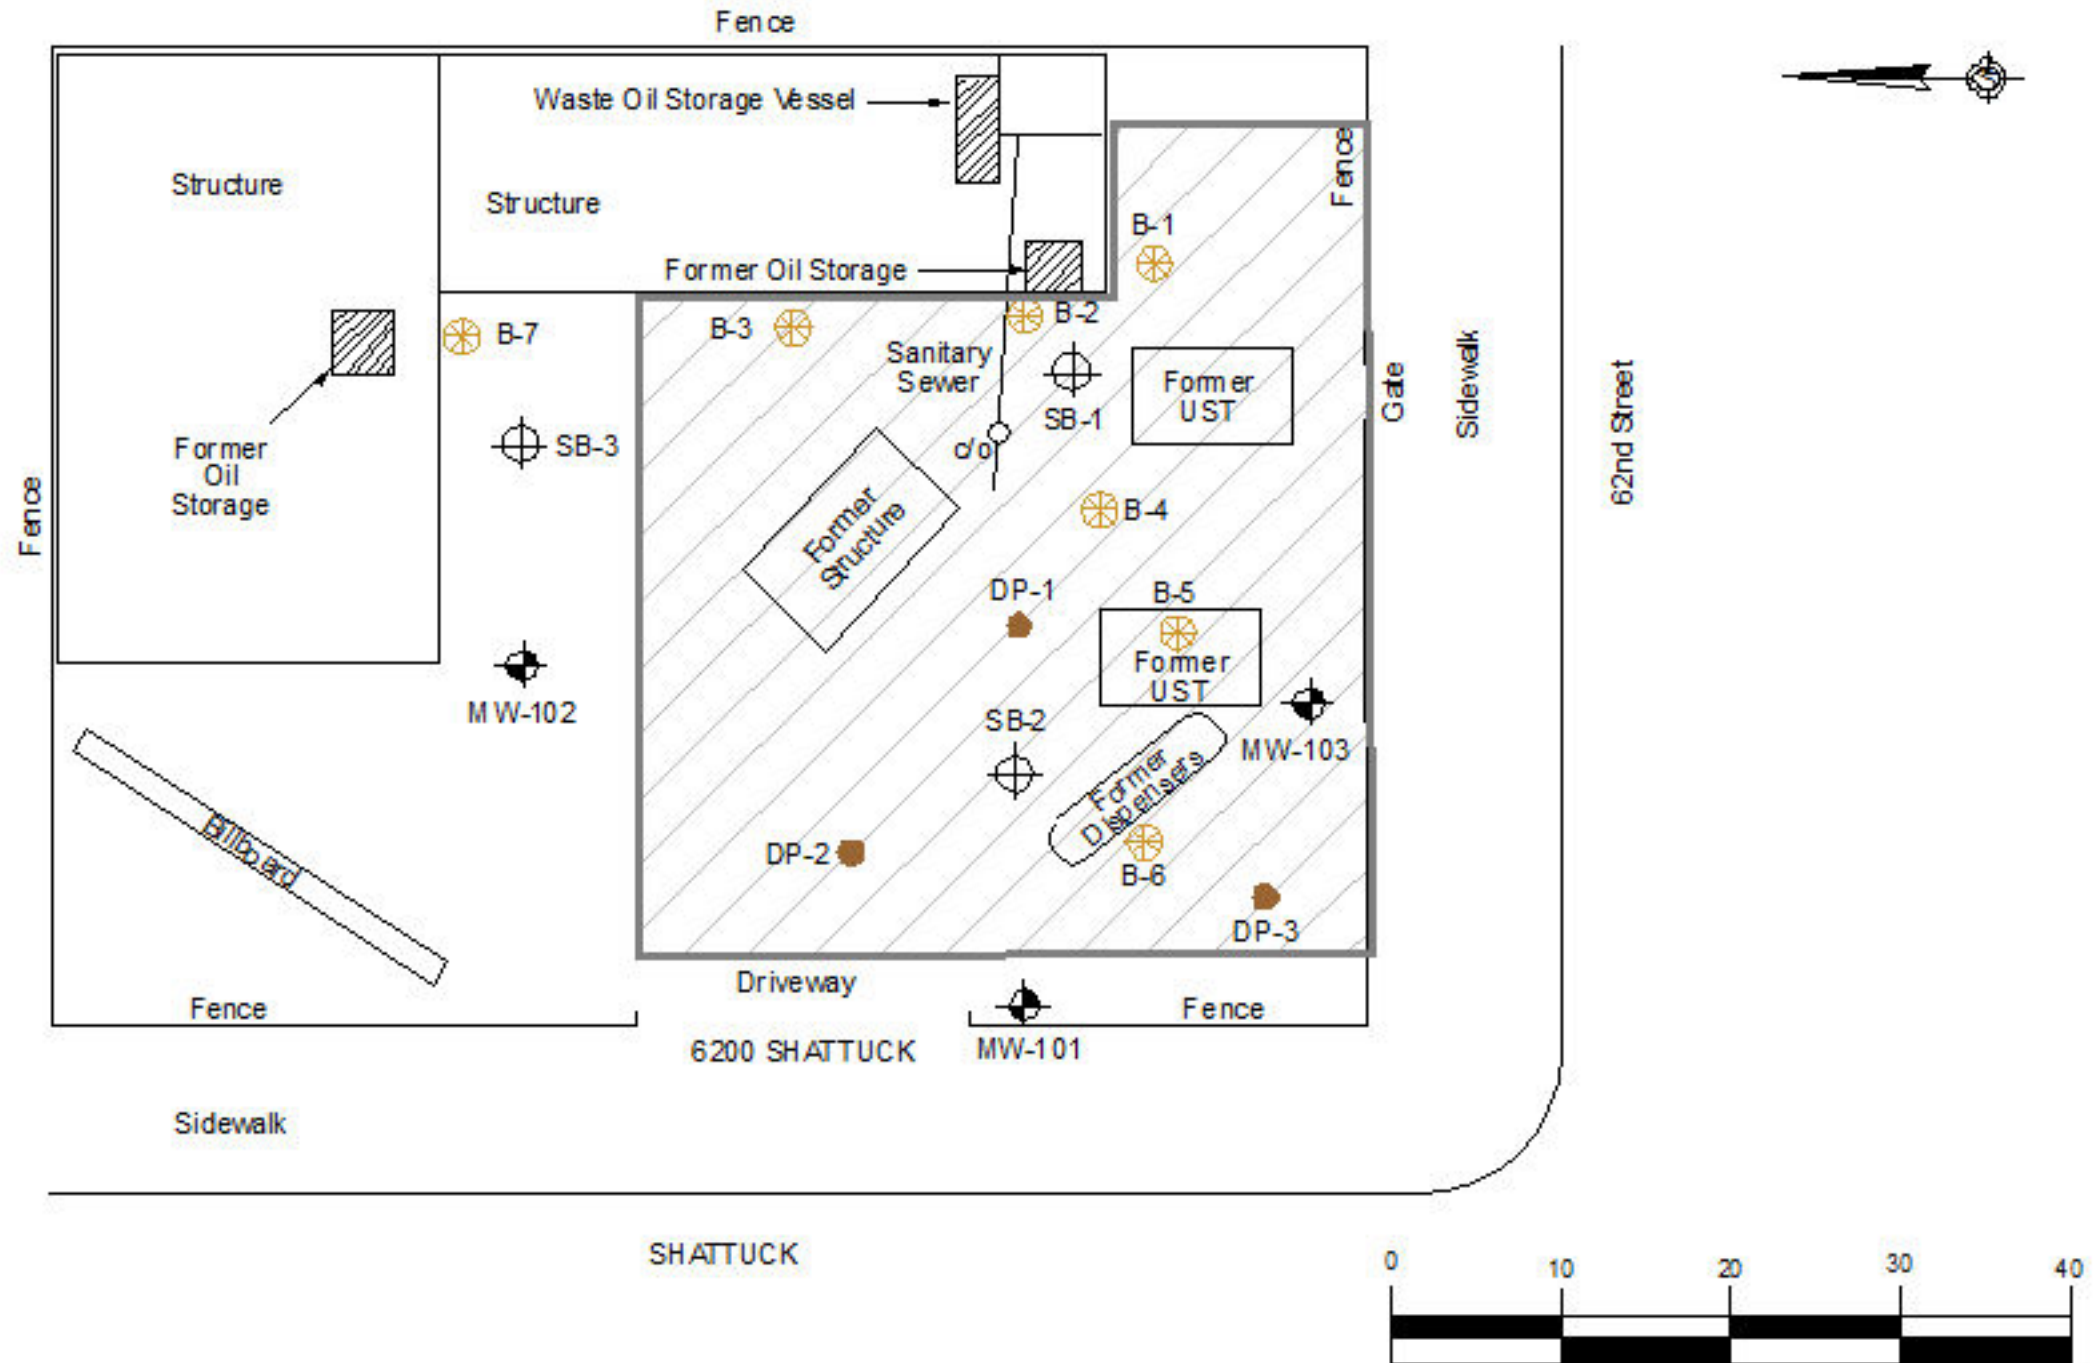 Fence
Waste Oil Storage Vessel
Structure
Structure
Fence
B-1
Former Oil Storage
B-3
B-2
B-7
Sanitary
Sewer
SB-1
Former
UST
Gate
Sidewalk
62nd Street
Former
Oil
Storage
SB-3
c/o
Fence
Former
Structure
B-4
DP-1
B-5
Former
UST
MW-102
SB-2
MW-103
Former
Dispensers
Billboard
DP-2
B-6
DP-3
Driveway
Fence
Fence
6200 SHATTUCK
MW-101
Sidewalk
SHATTUCK
0 10 20 30 40